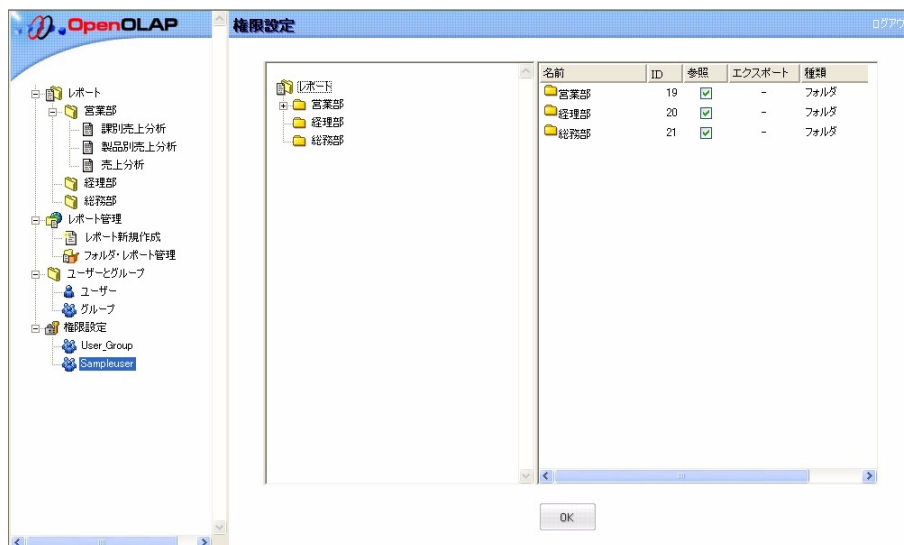 OpenOLAP
権限設定
ログアウ
レポート
営業部
課別売上分析
製品別売上分析
売上分析
経理部
総務部
レポート管理
レポート新規作成
フォルダ・レポート管理
ユーザーとグループ
ユーザー
グループ
権限設定
User_Group
Sampleuser
レポート
営業部
経理部
総務部
名前 ID 参照 エクスポート 種類
営業部 19 - フォルダ
経理部 20 - フォルダ
総務部 21 - フォルダ
OK